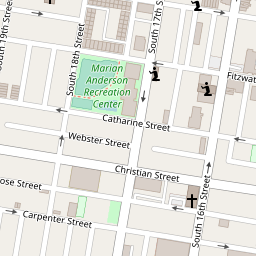 South 19th Street
South 18th Street
South 17th S
Marian
Anderson
Recreation
Center
Fitzwat
Catharine Street
Webster Street
Christian Street
ose Street
Carpenter Street
South 16th Street